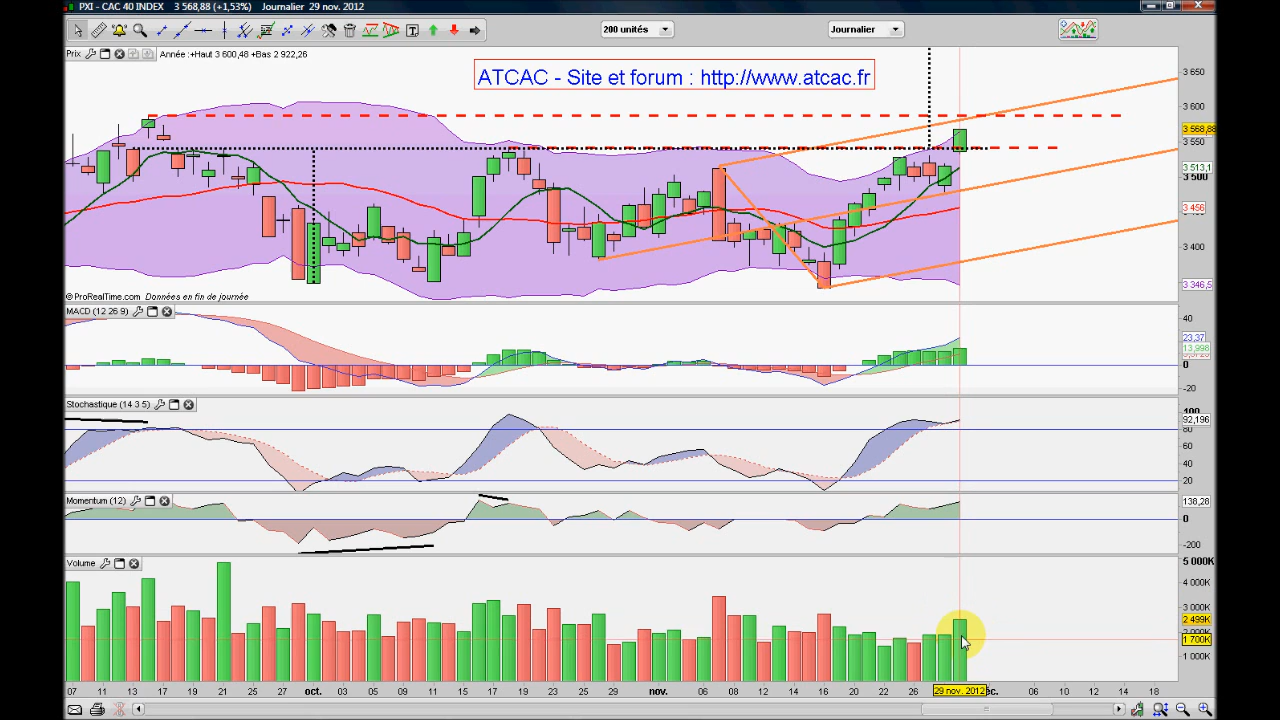 PXI - CAC 40 INDEX 3 568,88 (+1,53%) Journalier 29 nov. 2012
200 unités Journalier
Prix Année :+Haut 3 600,48 +Bas 2 922,26
ATCAC - Site et forum : http://www.atcac.fr
3 650
3 600
3 568,88
3 550
3 513,1
3 500
3 456
3 400
3 346,5
© ProRealTime.com Données en fin de journée
MACD (12 26 9)
40
23,37
13,998
0
-20
Stochastique (14 3 5)
100
92,196
80
60
40
20
Momentum (12)
138,28
0
-200
Volume
5 000K
4 000K
3 000K
2 499K
2 000K
1 700K
1 000K
07 11 13 17 19 21 25 27 oct. 03 05 09 11 15 17 19 23 25 29 nov. 06 08 12 14 16 20 22 26 29 nov. 2012 éc. 06 10 12 14 18